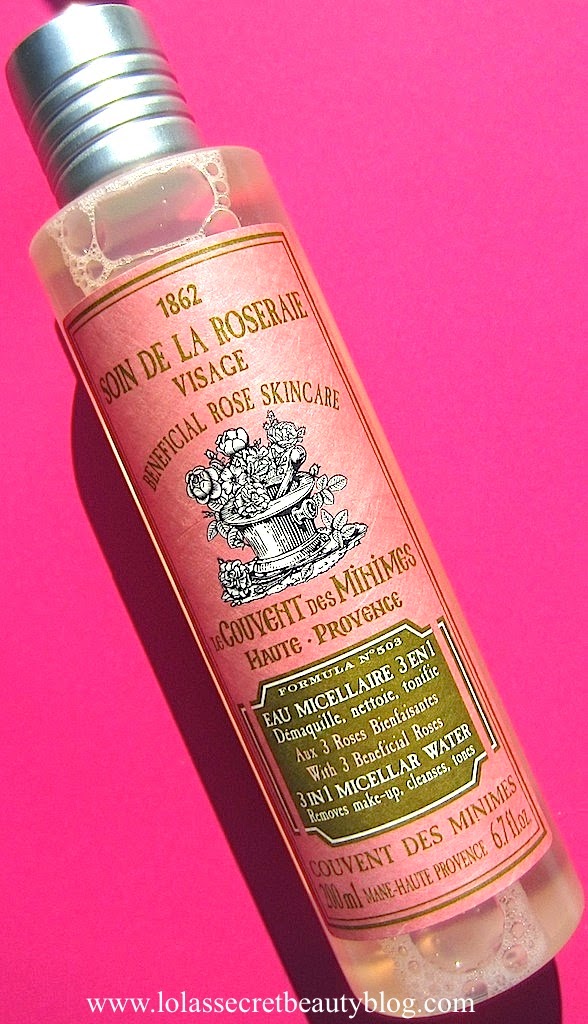 1862
SOIN DE LA ROSERAIE
VISAGE
BENEFICIAL ROSE SKINCARE
LE COUVENT DES MINIMES
HAUTE · PROVENCE
FORMULA N°503
EAU MICELLAIRE 3 EN 1
Démaquille, nettoie, tonifie
Aux 3 Roses Bienfaisantes
With 3 Beneficial Roses
3 IN 1 MICELLAR WATER
Removes make-up, cleanses, tones
COUVENT DES MINIMES
200ml MANE-HAUTE PROVENCE 6.7 fl.oz
www.lolassecretbeautyblog.com